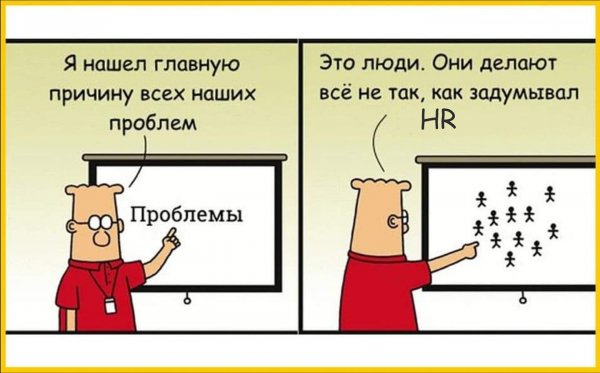 Я нашел главную
причину всех наших
проблем
Проблемы
Это люди. Они делают
всё не так, как задумывал
HR